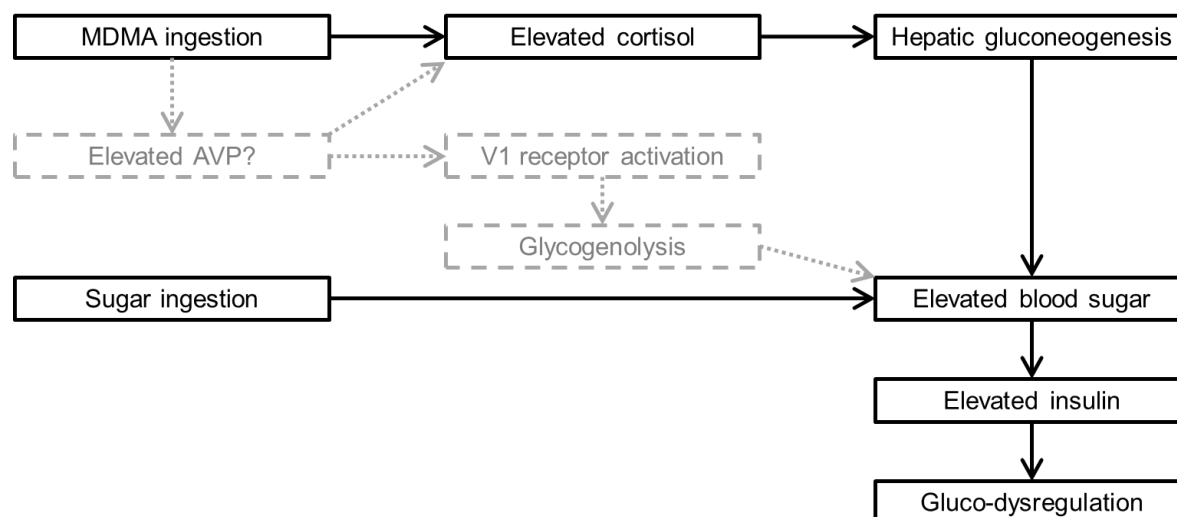 MDMA ingestion
Elevated cortisol
Hepatic gluconeogenesis
Elevated AVP?
V1 receptor activation
Glycogenolysis
Sugar ingestion
Elevated blood sugar
Elevated insulin
Gluco-dysregulation